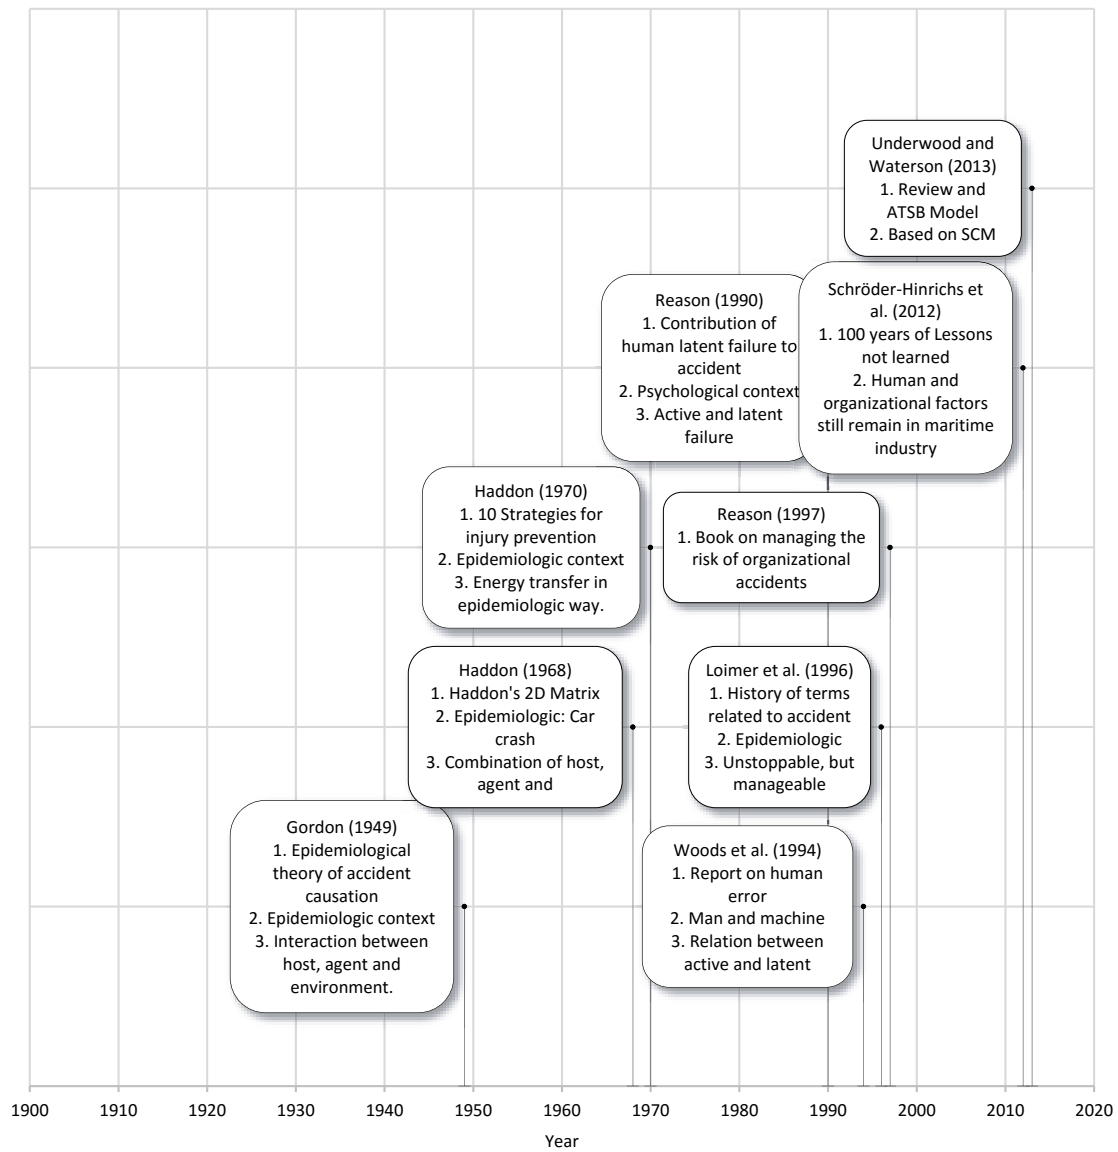 Underwood and
Waterson (2013)
1. Review and
ATSB Model
2. Based on SCM
Reason (1990)
1. Contribution of
human latent failure to
accident
2. Psychological context
3. Active and latent
failure
Schröder-Hinrichs et
al. (2012)
1. 100 years of Lessons
not learned
2. Human and
organizational factors
still remain in maritime
industry
Haddon (1970)
1. 10 Strategies for
injury prevention
2. Epidemiologic context
3. Energy transfer in
epidemiologic way.
Reason (1997)
1. Book on managing the
risk of organizational
accidents
Haddon (1968)
1. Haddon's 2D Matrix
2. Epidemiologic: Car
crash
3. Combination of host,
agent and
Loimer et al. (1996)
1. History of terms
related to accident
2. Epidemiologic
3. Unstoppable, but
manageable
Gordon (1949)
1. Epidemiological
theory of accident
causation
2. Epidemiologic context
3. Interaction between
host, agent and
environment.
Woods et al. (1994)
1. Report on human
error
2. Man and machine
3. Relation between
active and latent
1900 1910 1920 1930 1940 1950 1960 1970 1980 1990 2000 2010 2020
Year